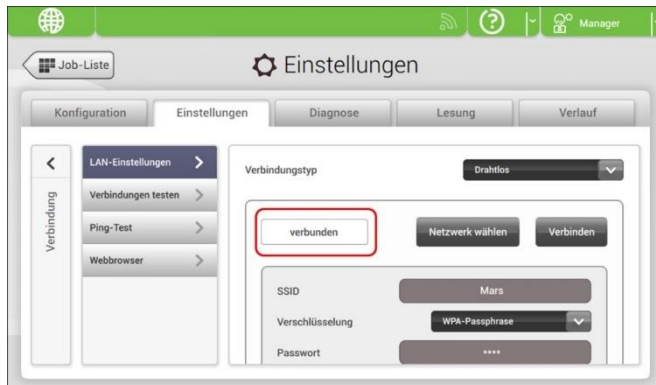 Manager
Job-Liste
Einstellungen
Konfiguration
Einstellungen
Diagnose
Lesung
Verlauf
Verbindung
LAN-Einstellungen
Verbindungen testen
Ping-Test
Webbrowser
Verbindungstyp
Drahtlos
verbunden
Netzwerk wählen
Verbinden
SSID
Mars
Verschlüsselung
WPA-Passphrase
Passwort
****